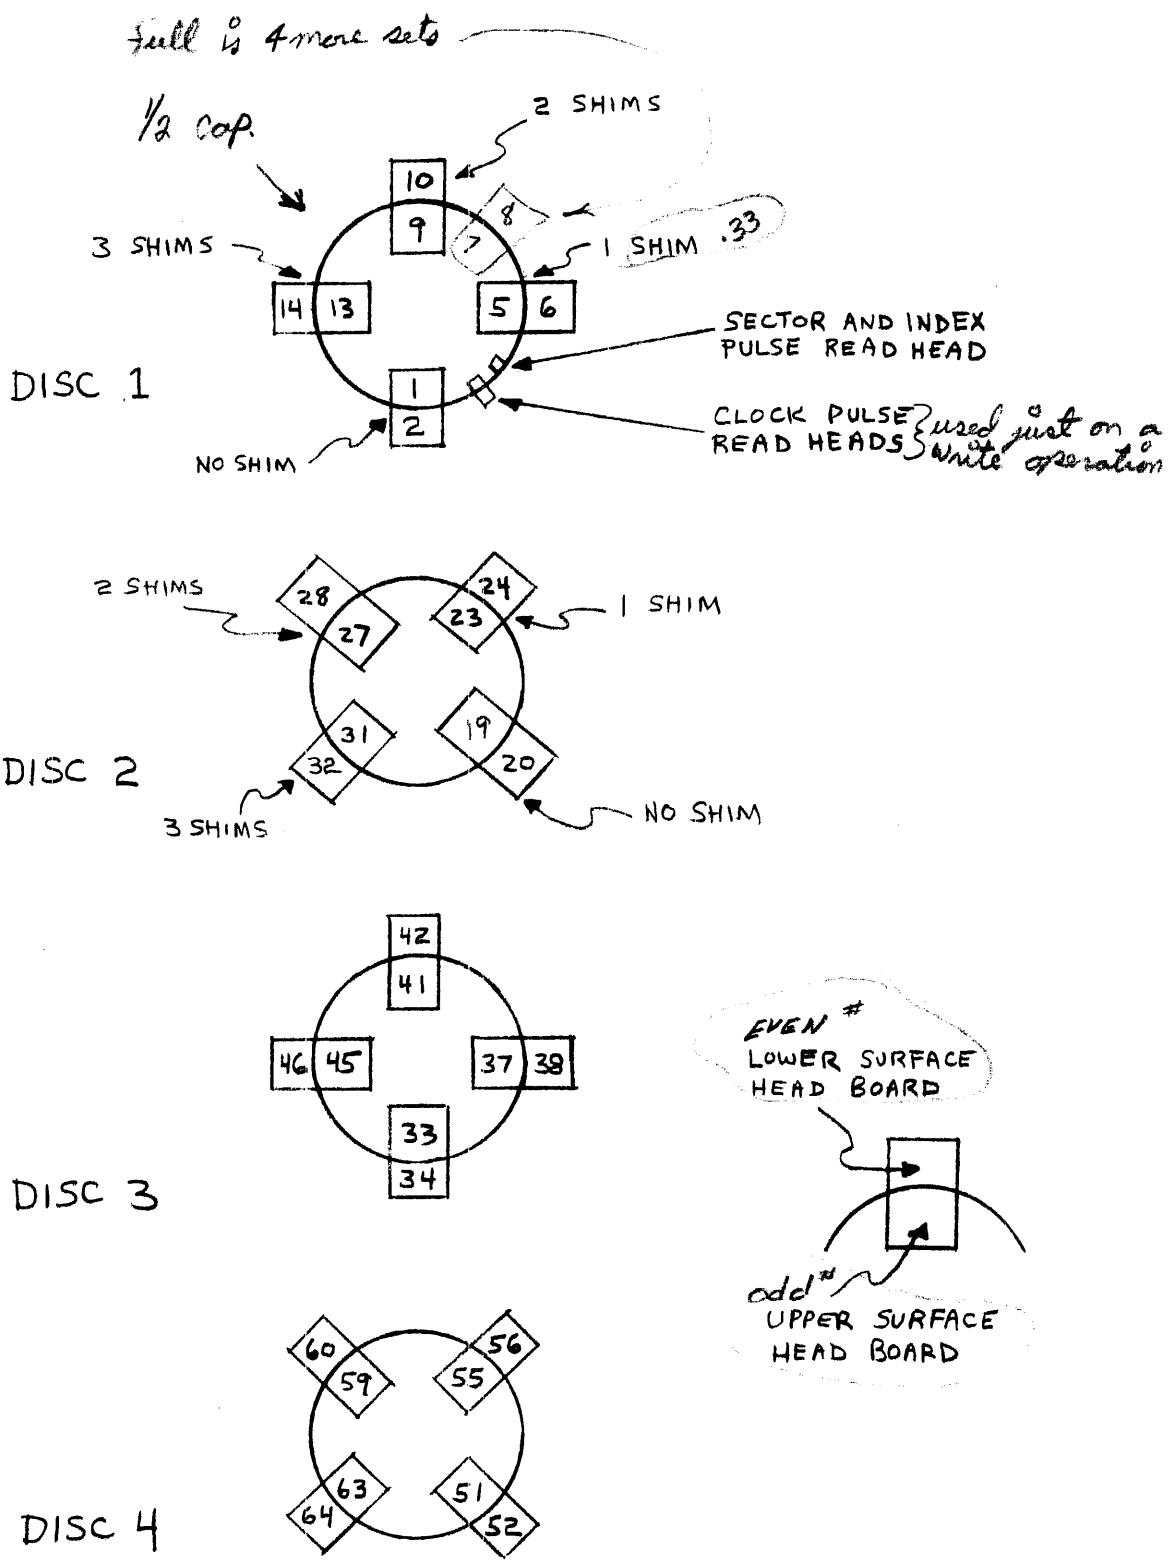 Full is 4 more sets
1/2 cap.
2 SHIMS
10
9
8
7
3 SHIMS
1 SHIM .33
14 13
5 6
SECTOR AND INDEX
PULSE READ HEAD
DISC 1
1
2
CLOCK PULSE
READ HEADS
used just on a
write operation
NO SHIM
2 SHIMS
28
27
24
23
1 SHIM
31
32
19
20
DISC 2
3 SHIMS
NO SHIM
42
41
46 45
37 38
33
34
DISC 3
EVEN #
LOWER SURFACE
HEAD BOARD
odd #
UPPER SURFACE
HEAD BOARD
60
59
56
55
63
64
51
52
DISC 4